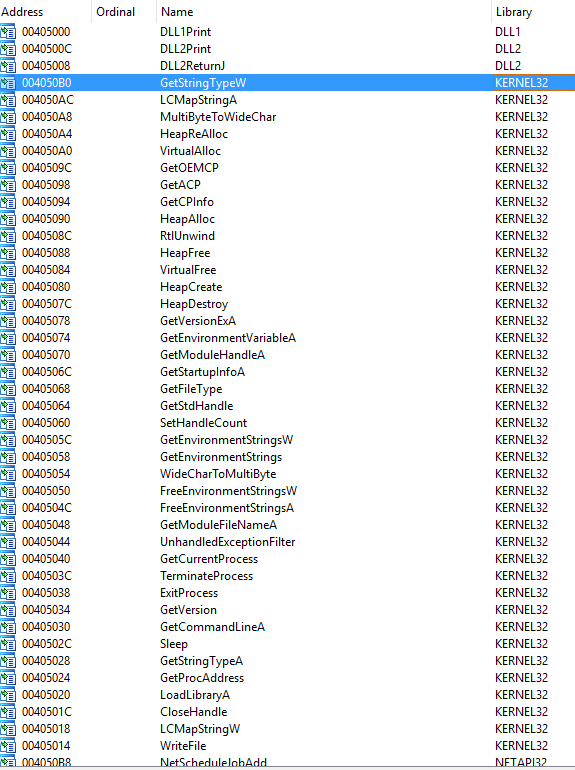 Address Ordinal Name Library
00405000 DLL1Print DLL1
0040500C DLL2Print DLL2
00405008 DLL2ReturnJ DLL2
004050B0 GetStringTypeW KERNEL32
004050AC LCMapStringA KERNEL32
004050A8 MultiByteToWideChar KERNEL32
004050A4 HeapReAlloc KERNEL32
004050A0 VirtualAlloc KERNEL32
0040509C GetOEMCP KERNEL32
00405098 GetACP KERNEL32
00405094 GetCPInfo KERNEL32
00405090 HeapAlloc KERNEL32
0040508C RtlUnwind KERNEL32
00405088 HeapFree KERNEL32
00405084 VirtualFree KERNEL32
00405080 HeapCreate KERNEL32
0040507C HeapDestroy KERNEL32
00405078 GetVersionExA KERNEL32
00405074 GetEnvironmentVariableA KERNEL32
00405070 GetModuleHandleA KERNEL32
0040506C GetStartupInfoA KERNEL32
00405068 GetFileType KERNEL32
00405064 GetStdHandle KERNEL32
00405060 SetHandleCount KERNEL32
0040505C GetEnvironmentStringsW KERNEL32
00405058 GetEnvironmentStrings KERNEL32
00405054 WideCharToMultiByte KERNEL32
00405050 FreeEnvironmentStringsW KERNEL32
0040504C FreeEnvironmentStringsA KERNEL32
00405048 GetModuleFileNameA KERNEL32
00405044 UnhandledExceptionFilter KERNEL32
00405040 GetCurrentProcess KERNEL32
0040503C TerminateProcess KERNEL32
00405038 ExitProcess KERNEL32
00405034 GetVersion KERNEL32
00405030 GetCommandLineA KERNEL32
0040502C Sleep KERNEL32
00405028 GetStringTypeA KERNEL32
00405024 GetProcAddress KERNEL32
00405020 LoadLibraryA KERNEL32
0040501C CloseHandle KERNEL32
00405018 LCMapStringW KERNEL32
00405014 WriteFile KERNEL32
004050B8 NetScheduleJobAdd NETAPI32